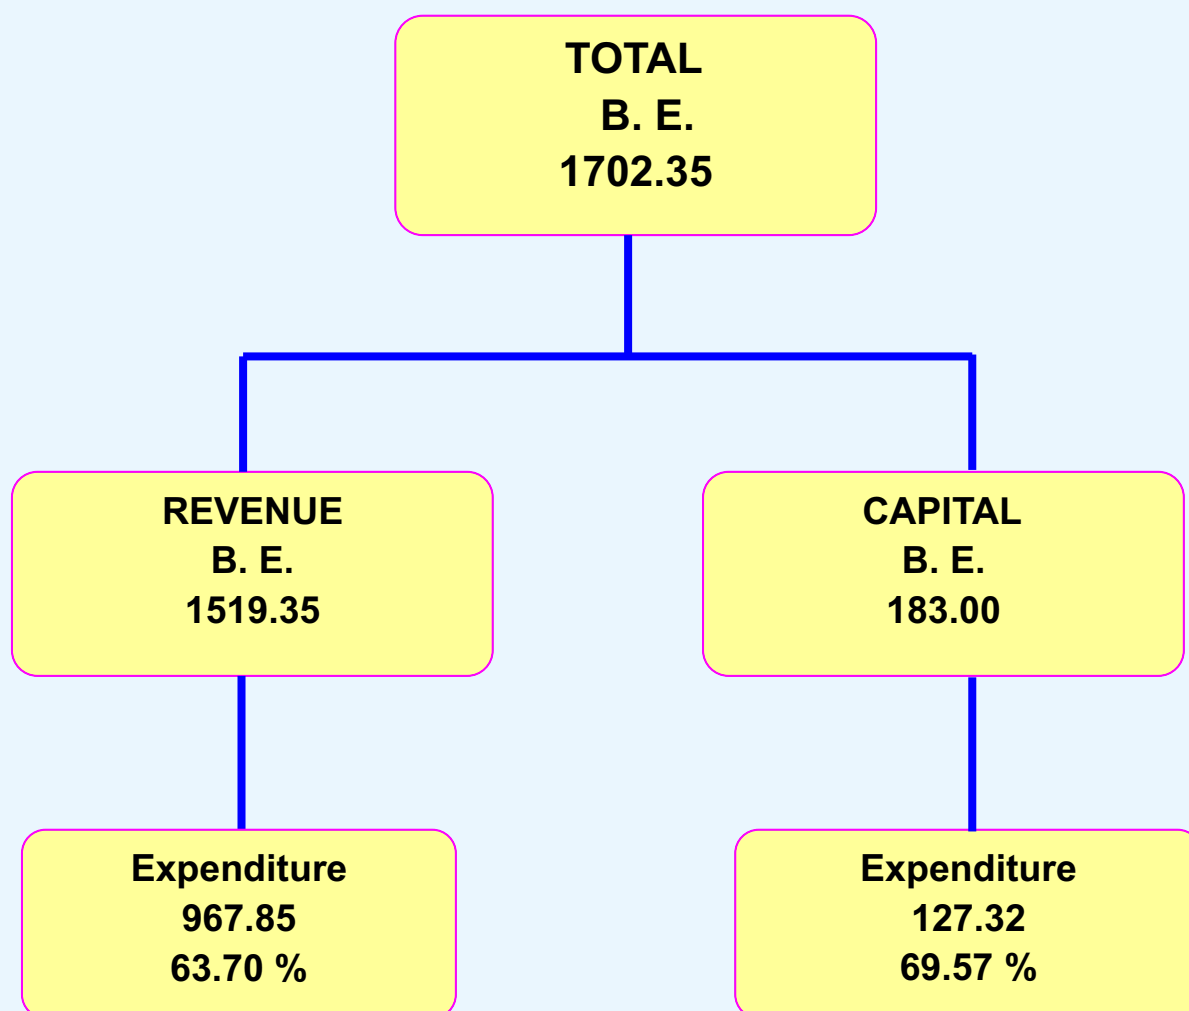 TOTAL
B. E.
1702.35
REVENUE
B. E.
1519.35
CAPITAL
B. E.
183.00
Expenditure
967.85
63.70 %
Expenditure
127.32
69.57 %